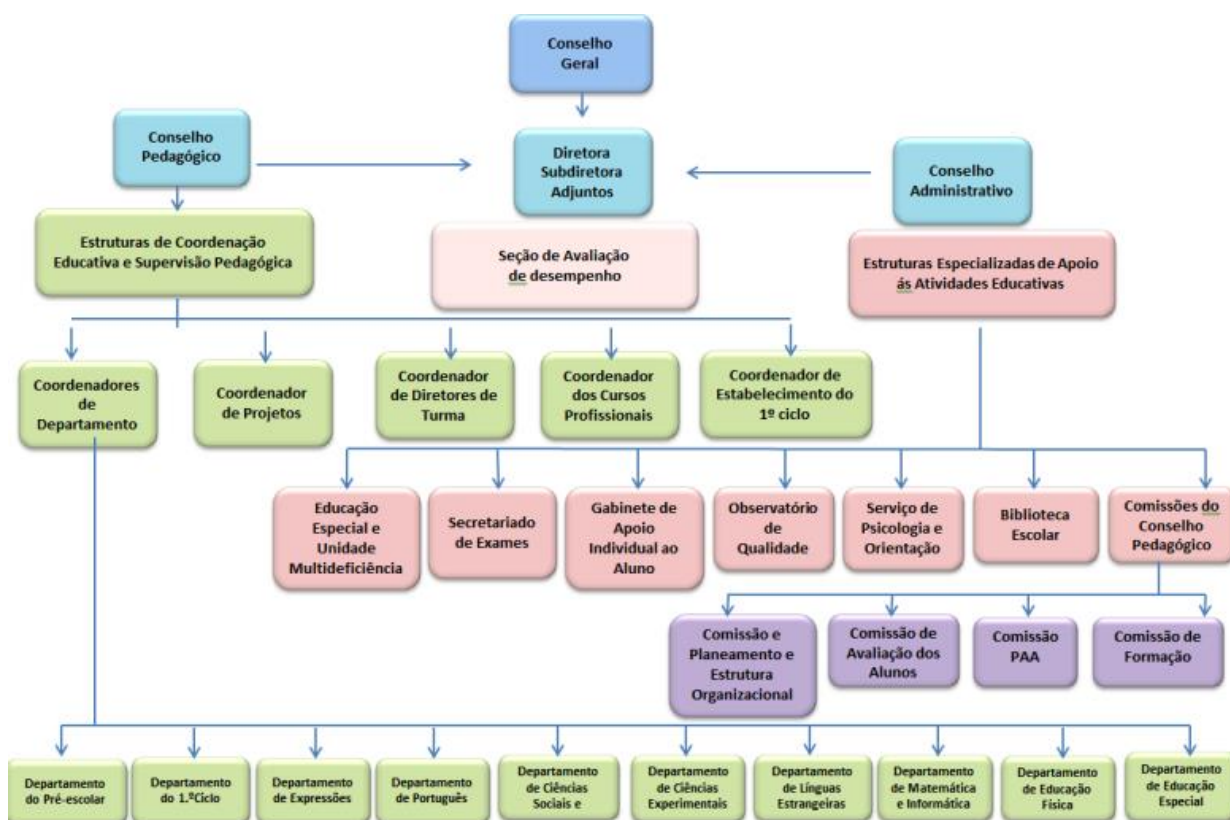 Conselho
Geral
Conselho
Pedagógico
Diretora
Subdiretora
Adjuntos
Conselho
Administrativo
Estruturas de Coordenação
Educativa e Supervisão Pedagógica
Seção de Avaliação
de desempenho
Estruturas Especializadas de Apoio
ás Atividades Educativas
Coordenadores
de
Departamento
Coordenador
de Projetos
Coordenador
de Diretores de
Turma
Coordenador
dos Cursos
Profissionais
Coordenador de
Estabelecimento do
1º ciclo
Educação
Especial e
Unidade
Multideficiência
Secretariado
de Exames
Gabinete de
Apoio
Individual ao
Aluno
Observatório
de
Qualidade
Serviço de
Psicologia e
Orientação
Biblioteca
Escolar
Comissões do
Conselho
Pedagógico
Comissão e
Planeamento e
Estrutura
Organizacional
Comissão de
Avaliação dos
Alunos
Comissão
PAA
Comissão de
Formação
Departamento
do Pré-escolar
Departamento
do 1.ºCiclo
Departamento
de Expressões
Departamento
de Português
Departamento
de Ciências
Sociais e
Departamento
de Ciências
Experimentais
Departamento
de Línguas
Estrangeiras
Departamento
de Matemática
e Informática
Departamento
de Educação
Física
Departamento
de Educação
Especial